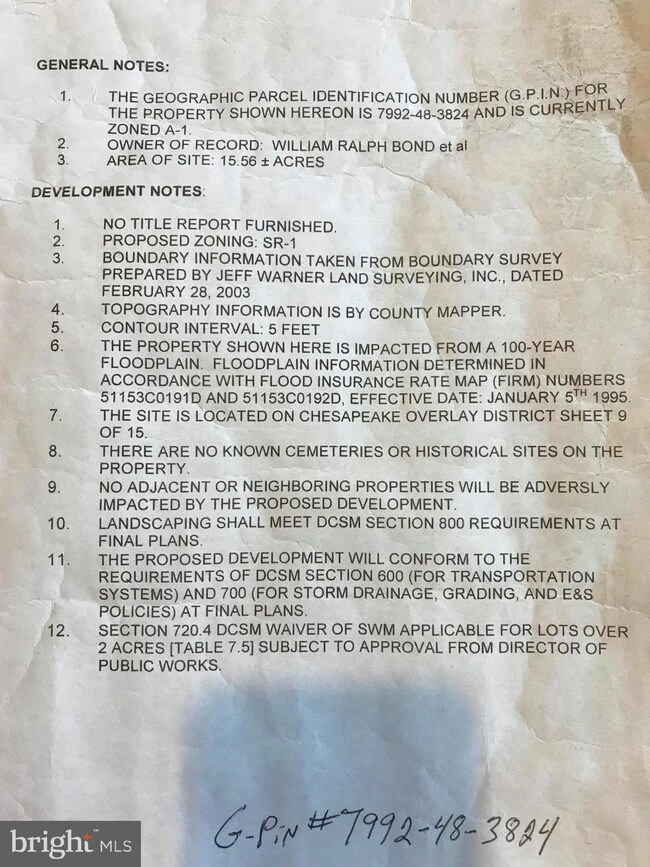 GENERAL NOTES:
1. THE GEOGRAPHIC PARCEL IDENTIFICATION NUMBER (G.P.I.N.) FOR
THE PROPERTY SHOWN HEREON IS 7992-48-3824 AND IS CURRENTLY
ZONED A-1.
2. OWNER OF RECORD: WILLIAM RALPH BOND et al
3. AREA OF SITE: 15.56 ± ACRES
DEVELOPMENT NOTES:
1. NO TITLE REPORT FURNISHED.
2. PROPOSED ZONING: SR-1
3. BOUNDARY INFORMATION TAKEN FROM BOUNDARY SURVEY
PREPARED BY JEFF WARNER LAND SURVEYING, INC., DATED
FEBRUARY 28, 2003
4. TOPOGRAPHY INFORMATION IS BY COUNTY MAPPER.
5. CONTOUR INTERVAL: 5 FEET
6. THE PROPERTY SHOWN HERE IS IMPACTED FROM A 100-YEAR
FLOODPLAIN. FLOODPLAIN INFORMATION DETERMINED IN
ACCORDANCE WITH FLOOD INSURANCE RATE MAP (FIRM) NUMBERS
51153C0191D AND 51153C0192D, EFFECTIVE DATE: JANUARY 5TH 1995.
7. THE SITE IS LOCATED ON CHESAPEAKE OVERLAY DISTRICT SHEET 9
OF 15.
8. THERE ARE NO KNOWN CEMETERIES OR HISTORICAL SITES ON THE
PROPERTY.
9. NO ADJACENT OR NEIGHBORING PROPERTIES WILL BE ADVERSLY
IMPACTED BY THE PROPOSED DEVELOPMENT.
10. LANDSCAPING SHALL MEET DCSM SECTION 800 REQUIREMENTS AT
FINAL PLANS.
11. THE PROPOSED DEVELOPMENT WILL CONFORM TO THE
REQUIREMENTS OF DCSM SECTION 600 (FOR TRANSPORTATION
SYSTEMS) AND 700 (FOR STORM DRAINAGE, GRADING, AND E&S
POLICIES) AT FINAL PLANS.
12. SECTION 720.4 DCSM WAIVER OF SWM APPLICABLE FOR LOTS OVER
2 ACRES [TABLE 7.5] SUBJECT TO APPROVAL FROM DIRECTOR OF
PUBLIC WORKS.
G-PiN #7992-48-3824
bright MLS